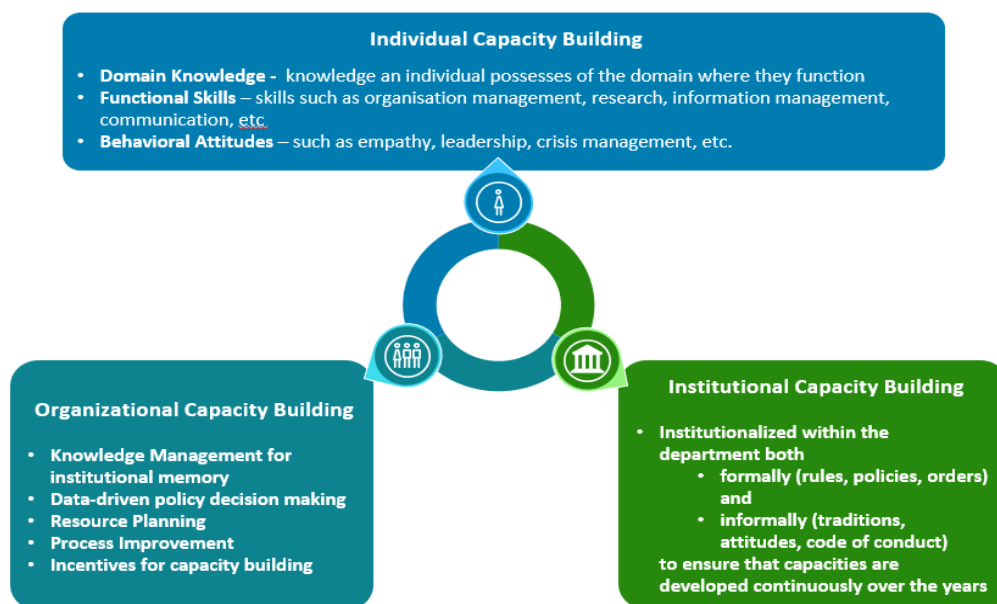 Individual Capacity Building
• Domain Knowledge -  knowledge an individual possesses of the domain where they function
• Functional Skills – skills such as organisation management, research, information management,
communication, etc
• Behavioral Attitudes – such as empathy, leadership, crisis management, etc.
Organizational Capacity Building
• Knowledge Management for
institutional memory
• Data-driven policy decision making
• Resource Planning
• Process Improvement
• Incentives for capacity building
Institutional Capacity Building
• Institutionalized within the
department both
• formally (rules, policies, orders)
and
• informally (traditions,
attitudes, code of conduct)
to ensure that capacities are
developed continuously over the years